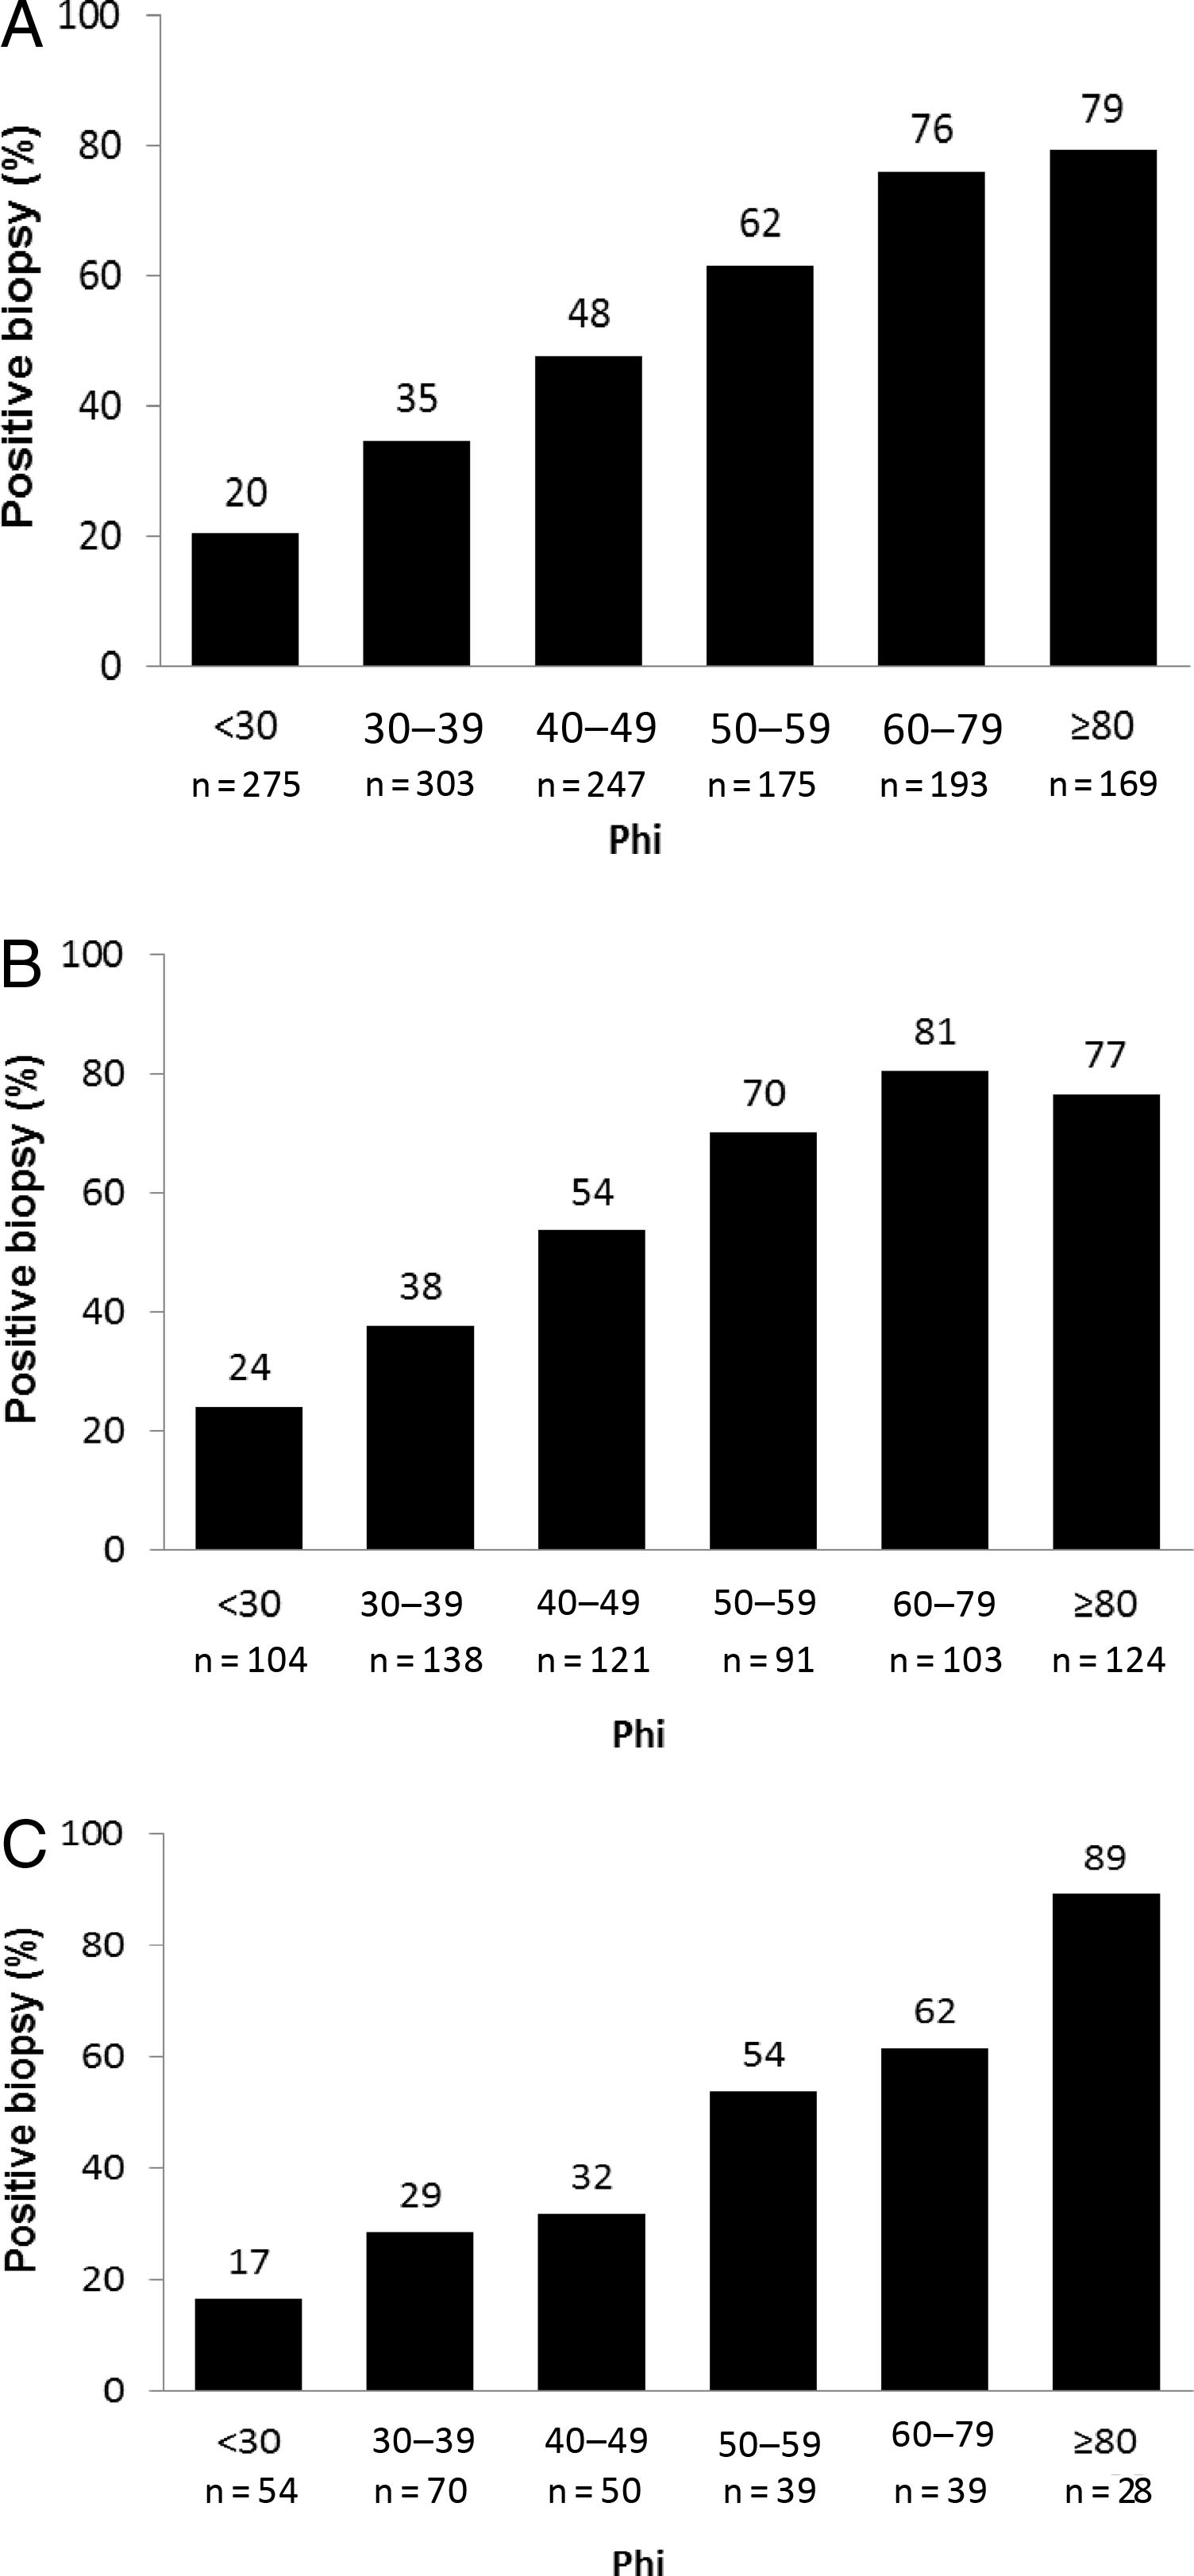 A
Positive biopsy (%)
100
80
60
40
20
0
20
35
48
62
76
79
<30 30–39 40–49 50–59 60–79 ≥80
n = 275 n = 303 n = 247 n = 175 n = 193 n = 169
Phi
B
Positive biopsy (%)
100
80
60
40
20
0
24
38
54
70
81
77
<30 30–39 40–49 50–59 60–79 ≥80
n = 104 n = 138 n = 121 n = 91 n = 103 n = 124
Phi
C
Positive biopsy (%)
100
80
60
40
20
0
17
29
32
54
62
89
<30 30–39 40–49 50–59 60–79 ≥80
n = 54 n = 70 n = 50 n = 39 n = 39 n = 28
Phi